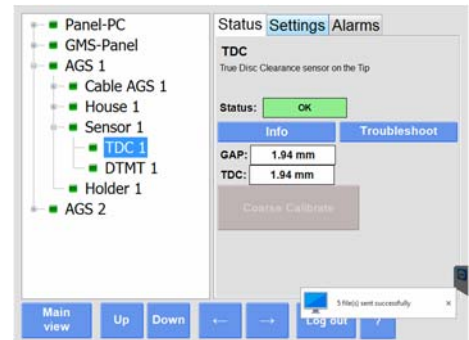 Panel-PC
GMS-Panel
AGS 1
Cable AGS 1
House 1
Sensor 1
TDC 1
DTMT 1
Holder 1
AGS 2
Status Settings Alarms
TDC
True Disc Clearance sensor on the Tip
Status: OK
Info Troubleshoot
GAP: 1.94 mm
TDC: 1.94 mm
Coarse Calibrate
5 file(s) sent successfully ×
Main
view
Up Down ← → Log out ?